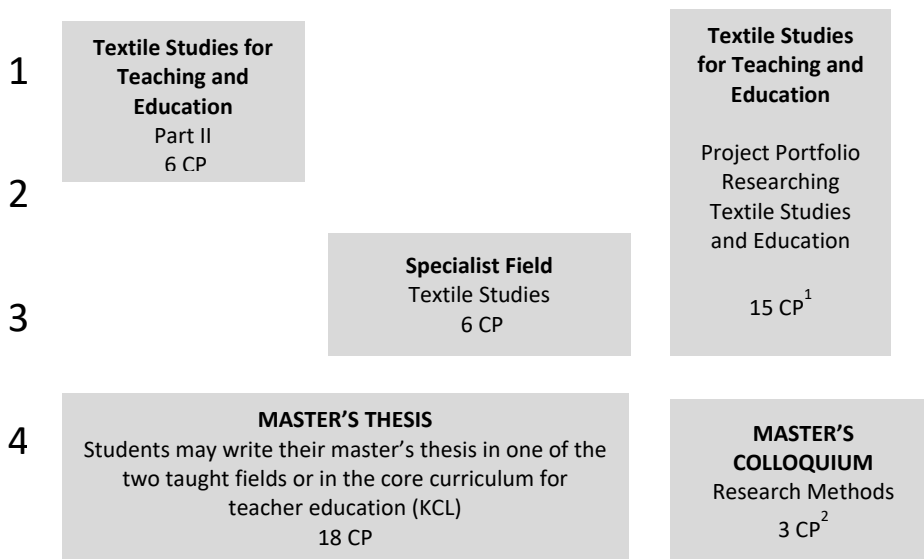 1
Textile Studies for
Teaching and
Education
Part II
6 CP
Textile Studies
for Teaching and
Education
Project Portfolio
Researching
Textile Studies
and Education
15 CP1
2
Specialist Field
Textile Studies
6 CP
3
4
MASTER’S THESIS
Students may write their master’s thesis in one of the
two taught fields or in the core curriculum for
teacher education (KCL)
18 CP
MASTER’S
COLLOQUIUM
Research Methods
3 CP2